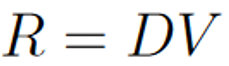 R = DV